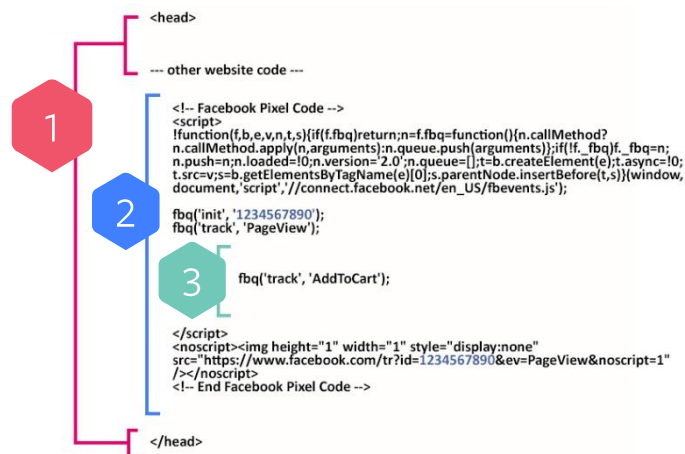 <head>
1
--- other website code ---
<!-- Facebook Pixel Code -->
<script>
!function(f,b,e,v,n,t,s){if(f.fbq)return;n=f.fbq=function(){n.callMethod?
n.callMethod.apply(n,arguments):n.queue.push(arguments)};if(!f._fbq)f._fbq=n;
n.push=n;n.loaded=!0;n.version='2.0';n.queue=[];t=b.createElement(e);t.async=!0;
t.src=v;s=b.getElementsByTagName(e)[0];s.parentNode.insertBefore(t,s)}(window,
document,'script','//connect.facebook.net/en_US/fbevents.js');
2
fbq('init', '1234567890');
fbq('track', 'PageView');
3
fbq('track', 'AddToCart');
</script>
<noscript><img height="1" width="1" style="display:none"
src="https://www.facebook.com/tr?id=1234567890&ev=PageView&noscript=1"
/></noscript>
<!-- End Facebook Pixel Code -->
</head>